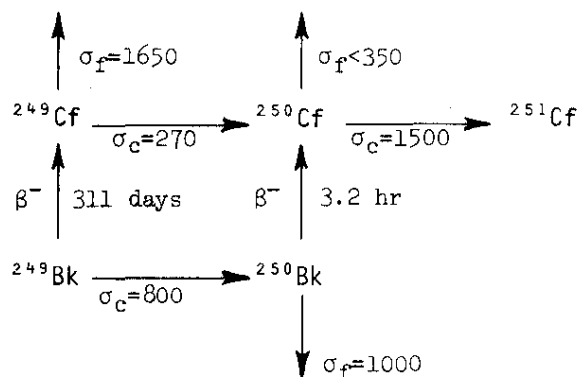 σf=1650 σf<350
²⁴⁹Cf ²⁵⁰Cf ²⁵¹Cf
σc=270 σc=1500
β⁻ 311 days β⁻ 3.2 hr
²⁴⁹Bk ²⁵⁰Bk
σc=800
σf=1000